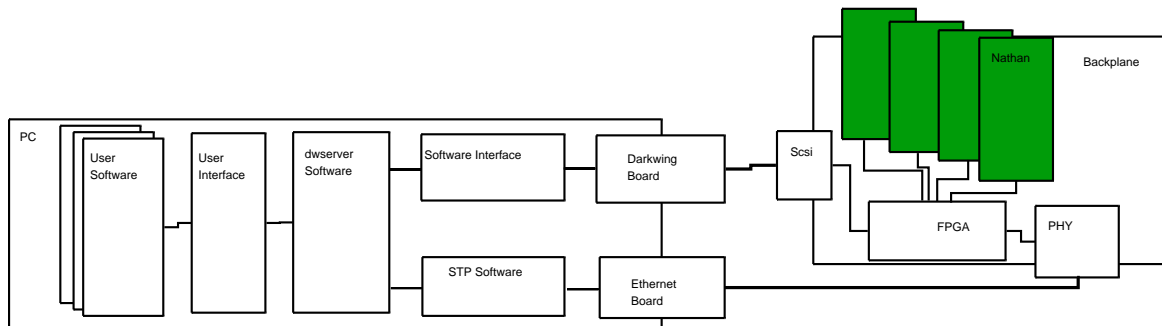 PC
User
Software
User
Interface
dwserver
Software
Software Interface
STP Software
Darkwing
Board
Ethernet
Board
Scsi
Nathan
Backplane
FPGA
PHY